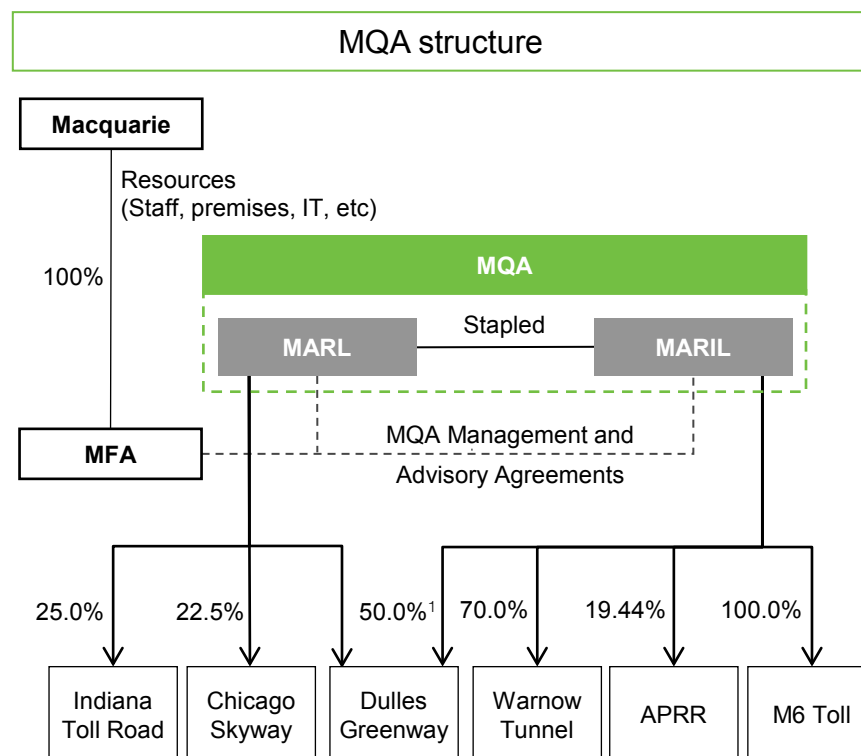 MQA structure
Macquarie
Resources
(Staff, premises, IT, etc)
100%
MQA
Stapled
MARL
MARIL
MFA
MQA Management and
Advisory Agreements
25.0%
22.5%
50.0%¹
70.0%
19.44%
100.0%
Indiana
Toll Road
Chicago
Skyway
Dulles
Greenway
Warnow
Tunnel
APRR
M6 Toll